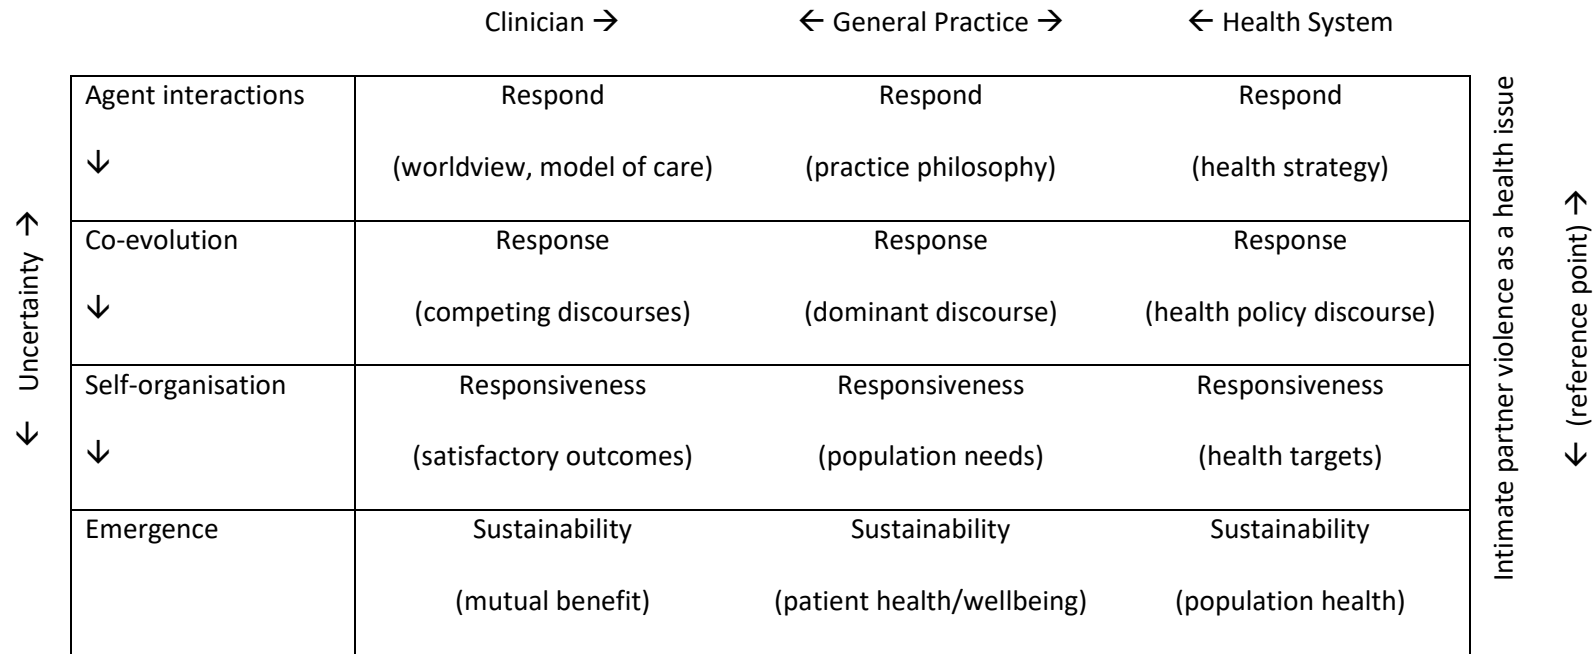 Clinician → ← General Practice → ← Health System
Agent interactions Respond Respond Respond
↓ (worldview, model of care) (practice philosophy) (health strategy)
Co-evolution Response Response Response
↓ (competing discourses) (dominant discourse) (health policy discourse)
Self-organisation Responsiveness Responsiveness Responsiveness
↓ (satisfactory outcomes) (population needs) (health targets)
Emergence Sustainability Sustainability Sustainability
(mutual benefit) (patient health/wellbeing) (population health)
← Uncertainty →
Intimate partner violence as a health issue
← (reference point) →